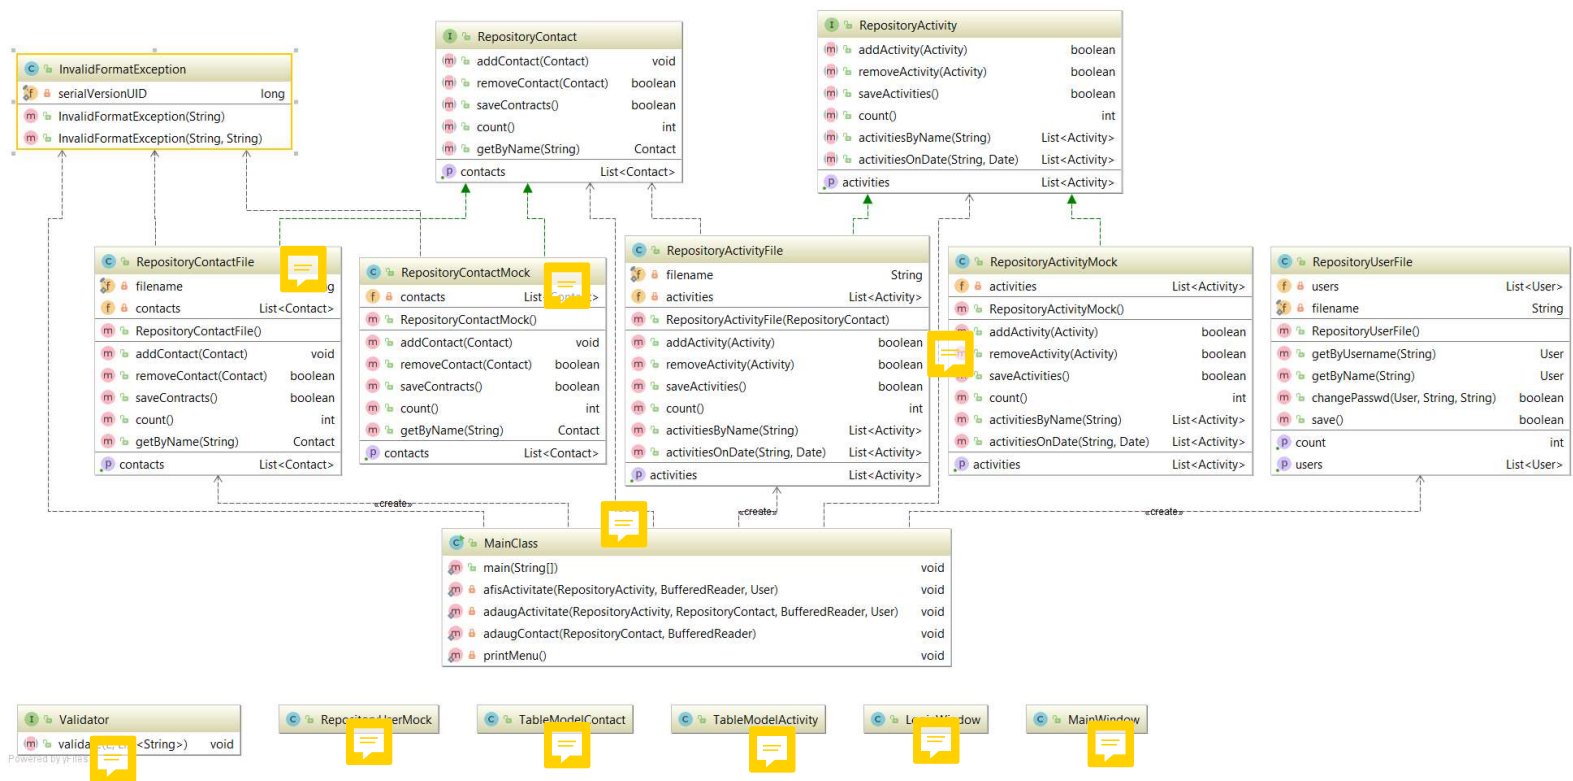 InvalidFormatException
serialVersionUID long
InvalidFormatException(String)
InvalidFormatException(String, String)
RepositoryContact
addContact(Contact) void
removeContact(Contact) boolean
saveContracts() boolean
count() int
getByName(String) Contact
contacts List<Contact>
RepositoryActivity
addActivity(Activity) boolean
removeActivity(Activity) boolean
saveActivities() boolean
count() int
activitiesByName(String) List<Activity>
activitiesOnDate(String, Date) List<Activity>
activities List<Activity>
RepositoryContactFile
filename
contacts List<Contact>
RepositoryContactFile()
addContact(Contact) void
removeContact(Contact) boolean
saveContracts() boolean
count() int
getByName(String) Contact
contacts List<Contact>
RepositoryContactMock
contacts
RepositoryContactMock()
addContact(Contact) void
removeContact(Contact) boolean
saveContracts() boolean
count() int
getByName(String) Contact
contacts List<Contact>
RepositoryActivityFile
filename String
activities List<Activity>
RepositoryActivityFile(RepositoryContact)
addActivity(Activity) boolean
removeActivity(Activity) boolean
saveActivities() boolean
count() int
activitiesByName(String) List<Activity>
activitiesOnDate(String, Date) List<Activity>
activities List<Activity>
RepositoryActivityMock
activities List<Activity>
RepositoryActivityMock()
addActivity(Activity) boolean
removeActivity(Activity) boolean
saveActivities() boolean
count() int
activitiesByName(String) List<Activity>
activitiesOnDate(String, Date) List<Activity>
activities List<Activity>
RepositoryUserFile
users List<User>
filename String
RepositoryUserFile()
getByUsername(String) User
getByName(String) User
changePasswd(User, String, String) boolean
save() boolean
count int
users List<User>
«create»
«create»
«create»
MainClass
main(String[]) void
afisActivitate(RepositoryActivity, BufferedReader, User) void
adaugActivitate(RepositoryActivity, RepositoryContact, BufferedReader, User) void
adaugContact(RepositoryContact, BufferedReader) void
printMenu() void
Validator
<String>) void
RepositoryUserMock
TableModelContact
TableModelActivity
MainWindow
Powered by yFiles